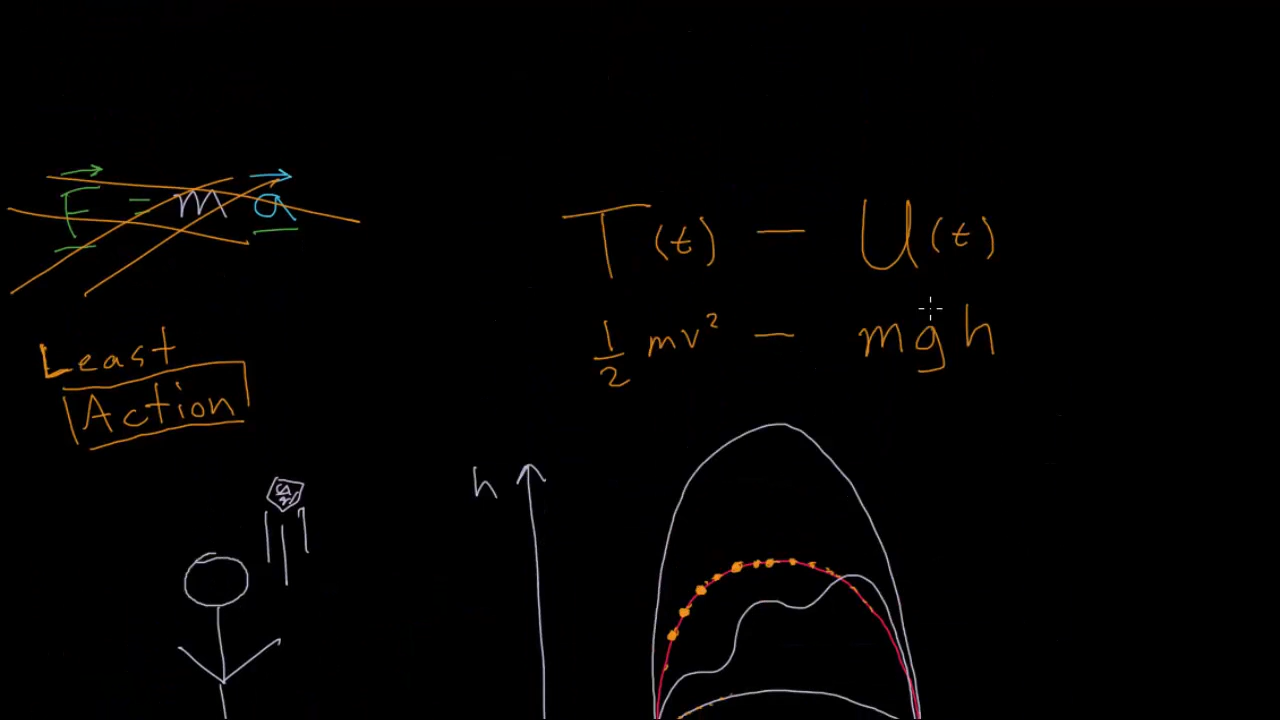 F = ma
Least
Action
T(t) - U(t)
1/2 mv² - mgh
h